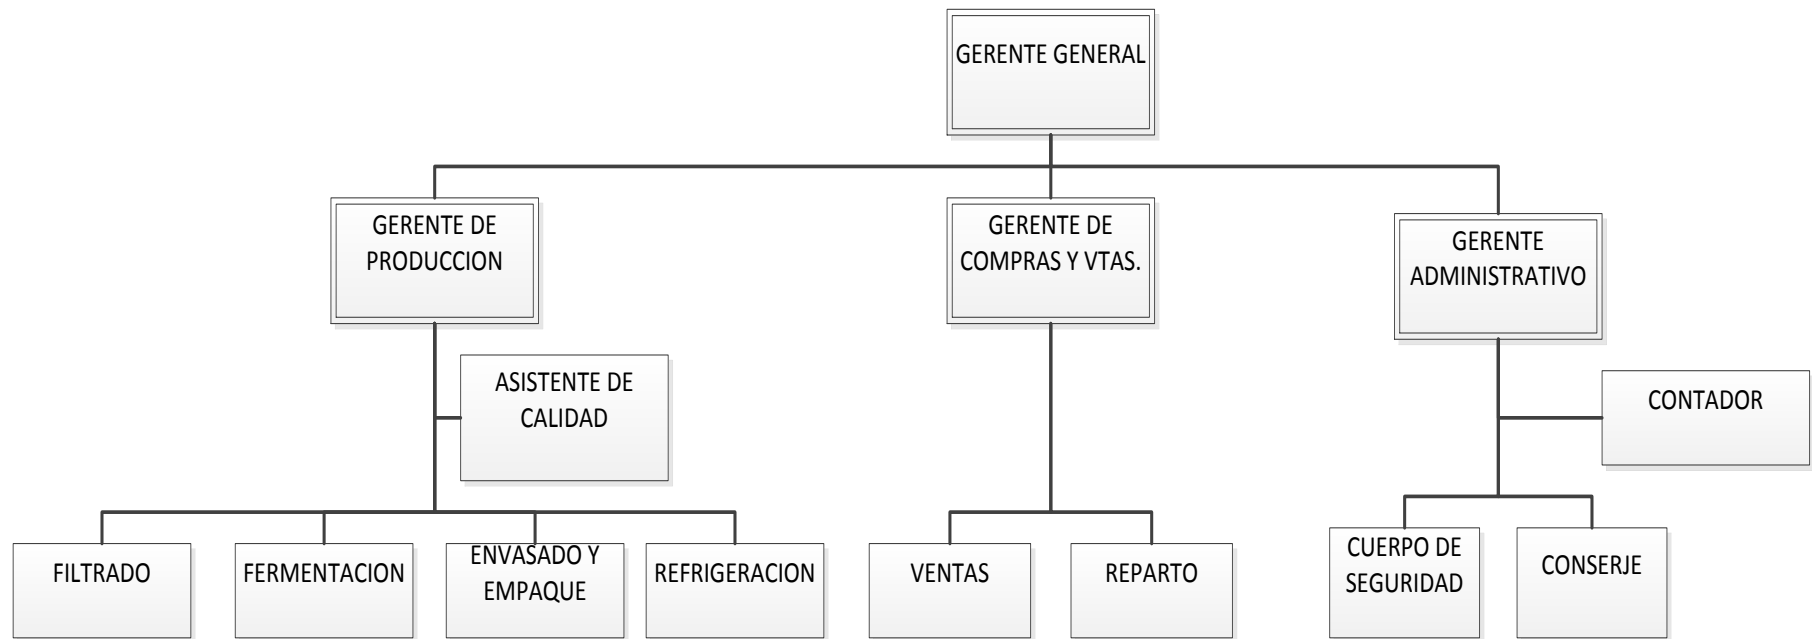 GERENTE GENERAL
GERENTE DE
PRODUCCION
GERENTE DE
COMPRAS Y VTAS.
GERENTE
ADMINISTRATIVO
ASISTENTE DE
CALIDAD
CONTADOR
FILTRADO
FERMENTACION
ENVASADO Y
EMPAQUE
REFRIGERACION
VENTAS
REPARTO
CUERPO DE
SEGURIDAD
CONSERJE